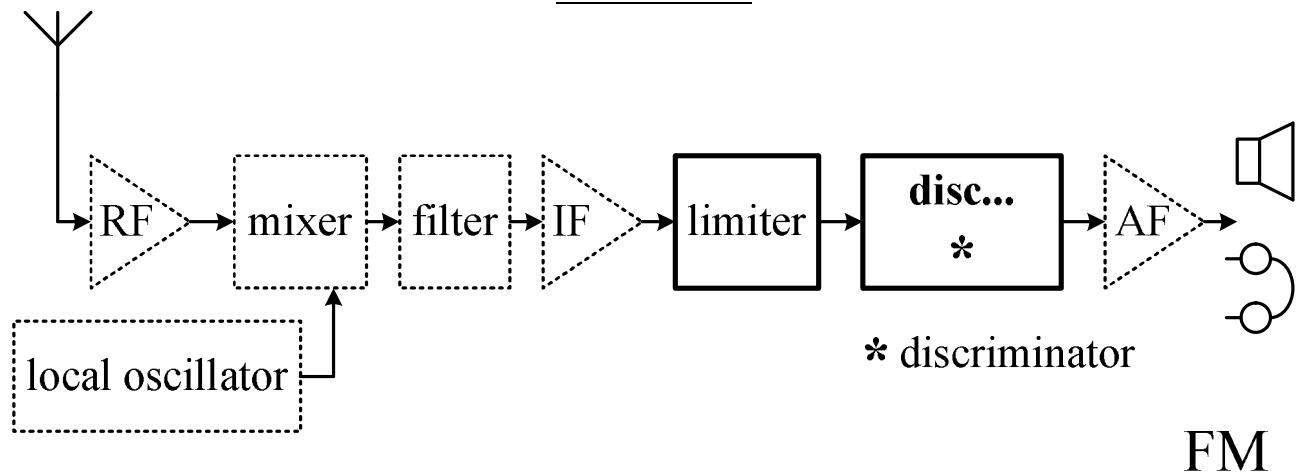 RF
mixer
filter
IF
limiter
disc...
*
AF
local oscillator
* discriminator
FM